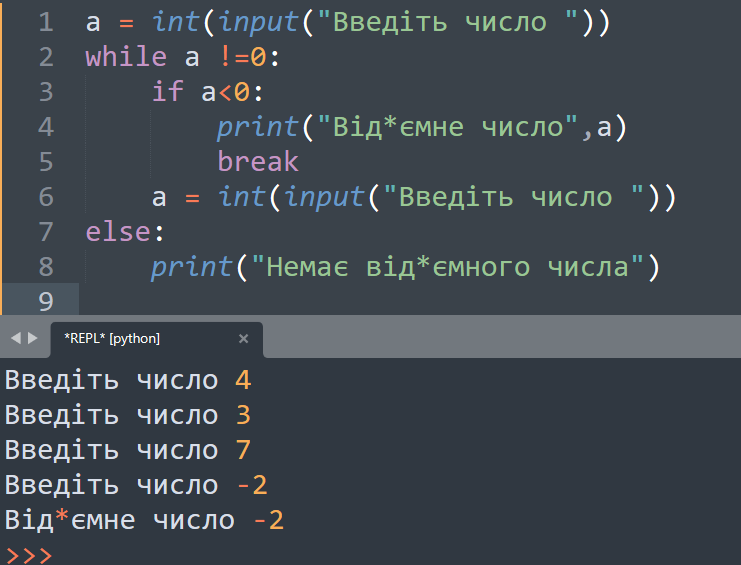 1 a = int(input("Введіть число "))
2 while a !=0:
3     if a<0:
4         print("Від*ємне число",a)
5         break
6     a = int(input("Введіть число "))
7 else:
8     print("Немає від*ємного числа")
9
*REPL* [python] ×
Введіть число 4
Введіть число 3
Введіть число 7
Введіть число -2
Від*ємне число -2
>>>